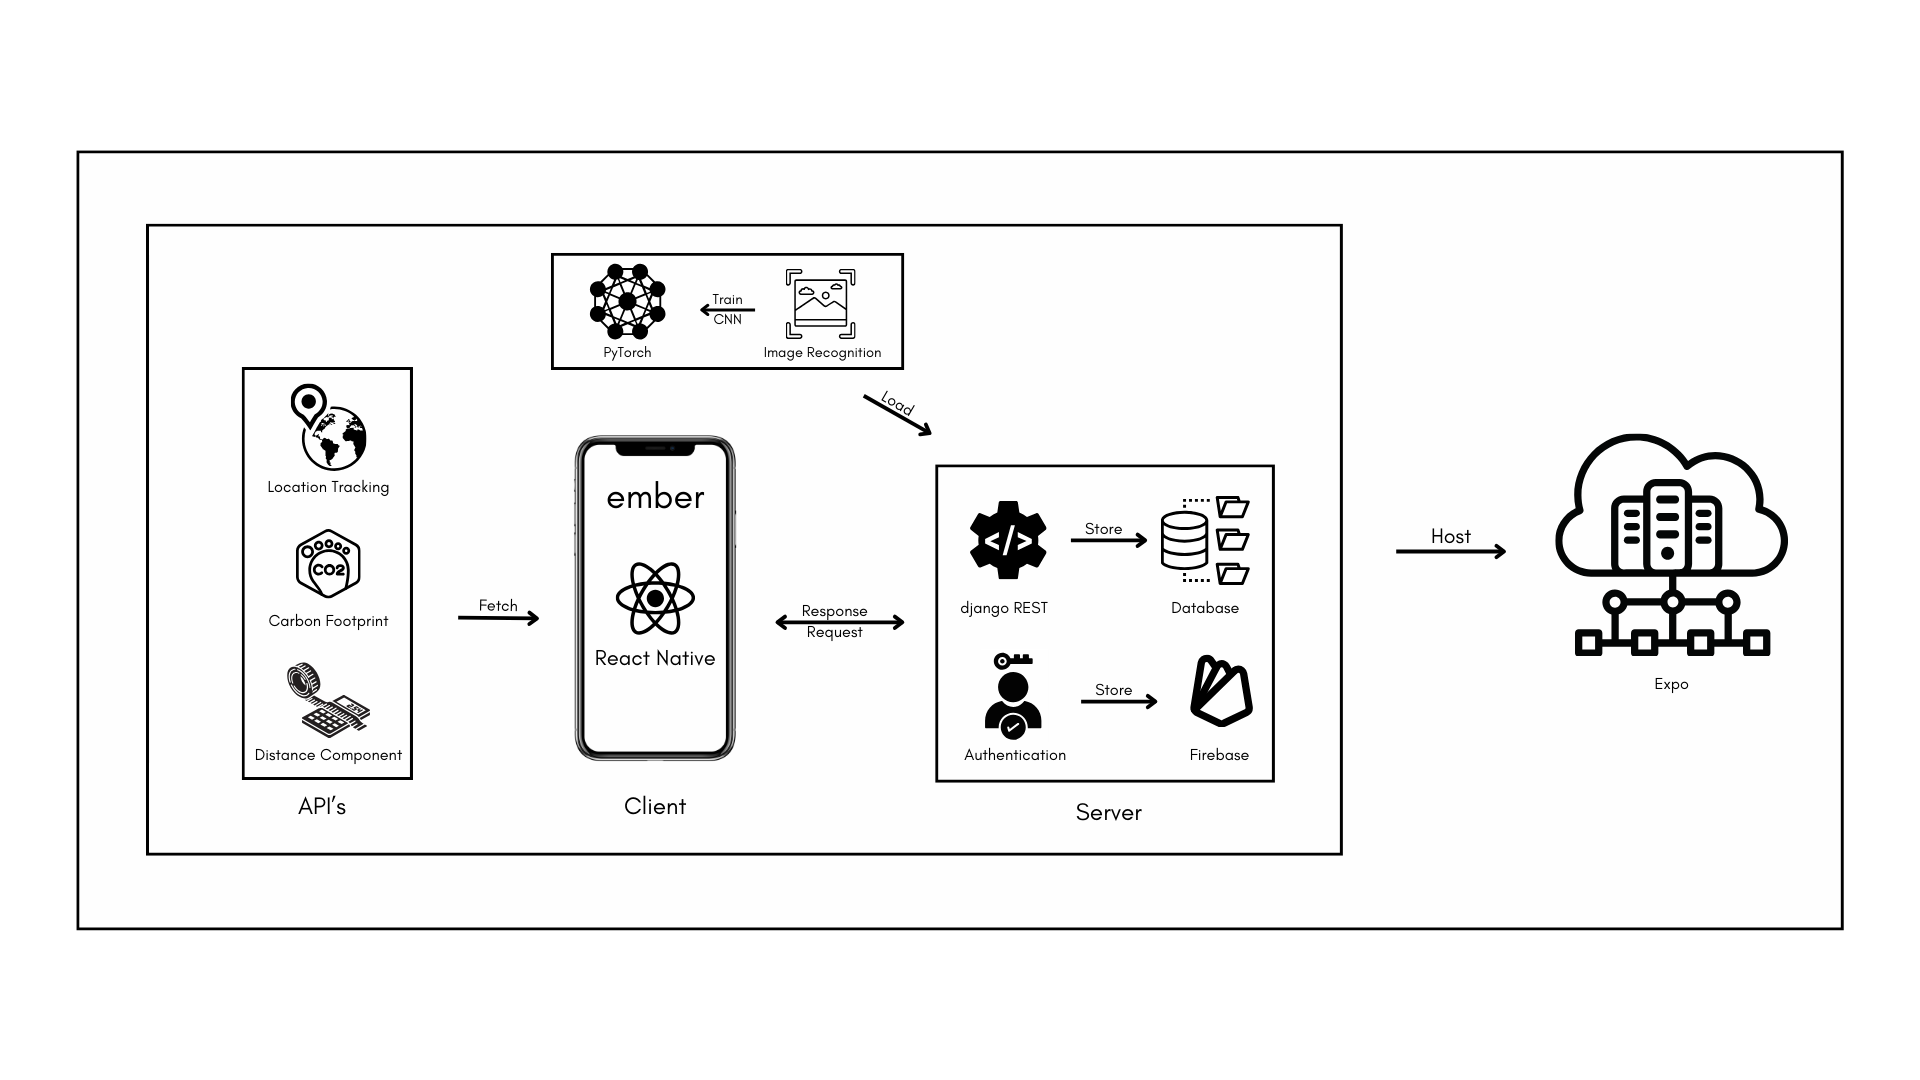 Train
CNN
PyTorch
Image Recognition
Load
Location Tracking
CO2
Carbon Footprint
Distance Component
API's
Fetch
ember
React Native
Client
Response
Request
</>
Store
django REST
Database
Store
Authentication
Firebase
Server
Host
Expo